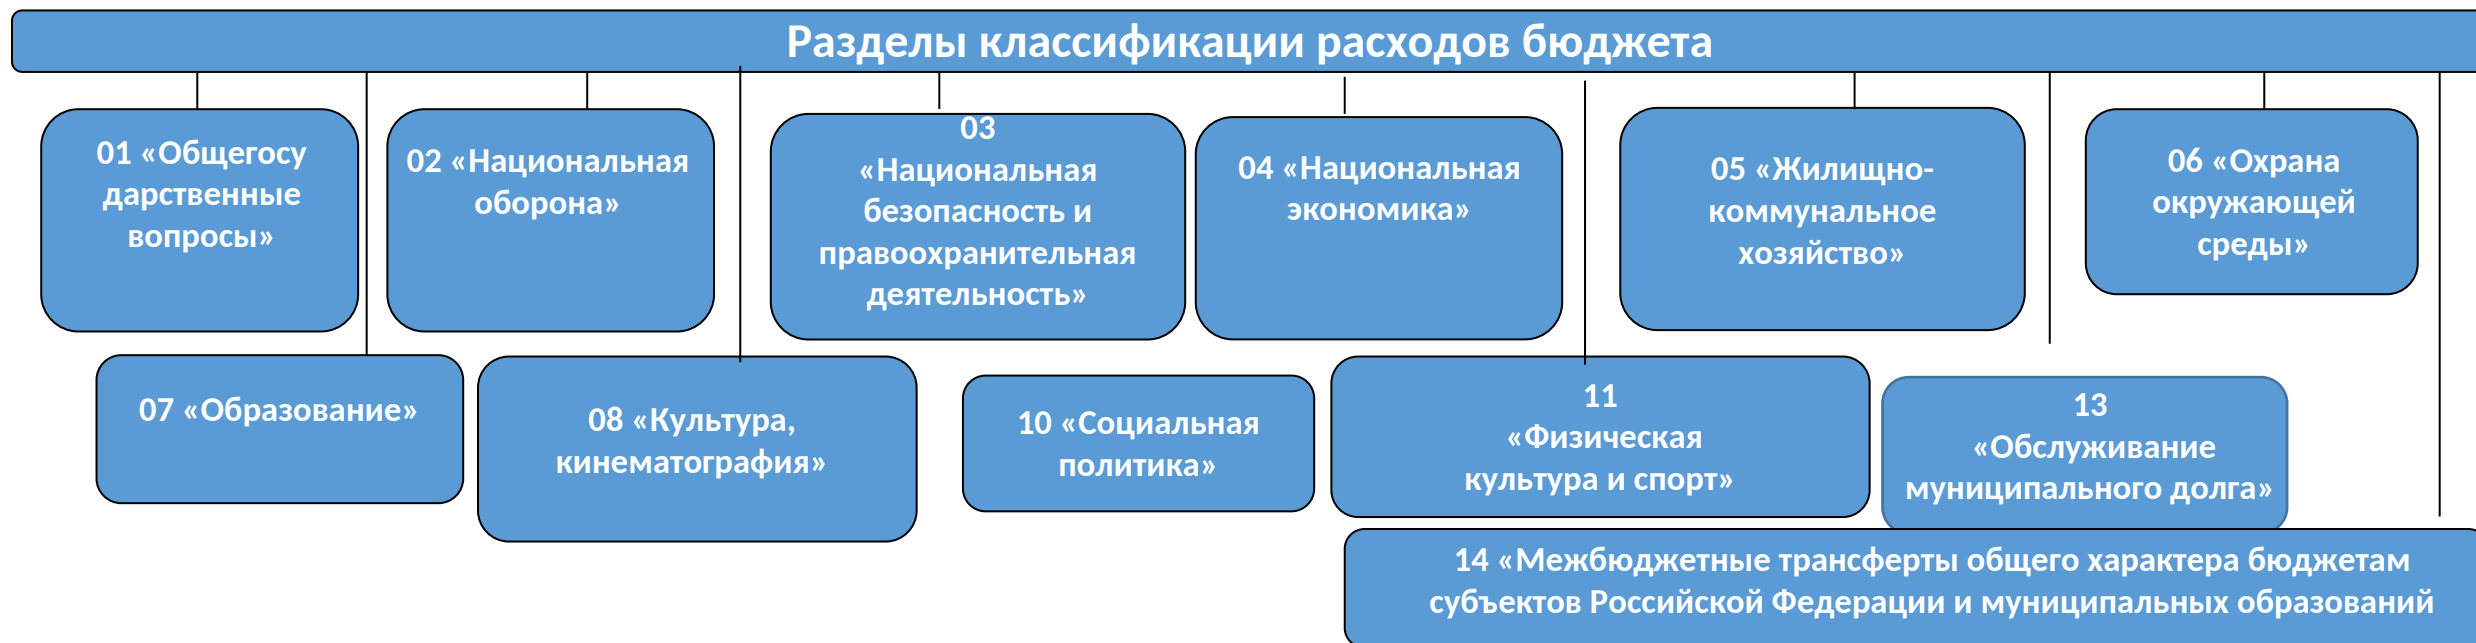 Разделы классификации расходов бюджета
01 «Общегосу
дарственные
вопросы»
02 «Национальная
оборона»
03
«Национальная
безопасность и
правоохранительная
деятельность»
04 «Национальная
экономика»
05 «Жилищно-
коммунальное
хозяйство»
06 «Охрана
окружающей
среды»
07 «Образование»
08 «Культура,
кинематография»
10 «Социальная
политика»
11
«Физическая
культура и спорт»
13
«Обслуживание
муниципального долга»
14 «Межбюджетные трансферты общего характера бюджетам
субъектов Российской Федерации и муниципальных образований